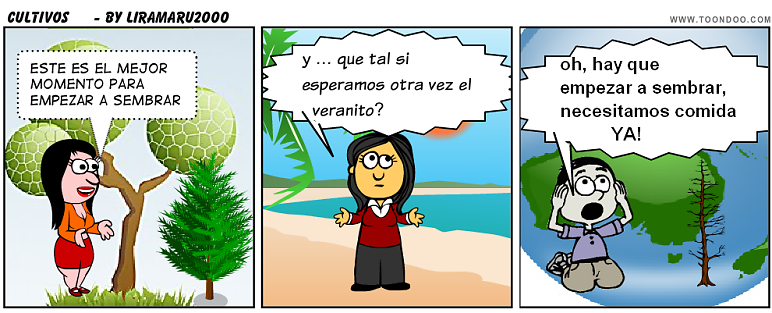 CULTIVOS - BY LIRAMARU2000
WWW.TOONDOO.COM
ESTE ES EL MEJOR
MOMENTO PARA
EMPEZAR A SEMBRAR
y ... que tal si
esperamos otra vez el
veranito?
oh, hay que
empezar a sembrar,
necesitamos comida
YA!